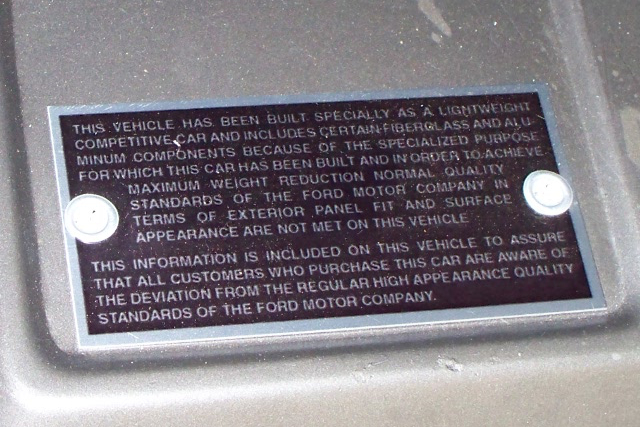 THIS VEHICLE HAS BEEN BUILT SPECIALLY AS A LIGHTWEIGHT
COMPETITIVE CAR AND INCLUDES CERTAIN FIBERGLASS AND ALU-
MINUM COMPONENTS BECAUSE OF THE SPECIALIZED PURPOSE
FOR WHICH THIS CAR HAS BEEN BUILT AND IN ORDER TO ACHIEVE
MAXIMUM WEIGHT REDUCTION NORMAL QUALITY
STANDARDS OF THE FORD MOTOR COMPANY IN
TERMS OF EXTERIOR PANEL FIT AND SURFACE
APPEARANCE ARE NOT MET ON THIS VEHICLE
THIS INFORMATION IS INCLUDED ON THIS VEHICLE TO ASSURE
THAT ALL CUSTOMERS WHO PURCHASE THIS CAR ARE AWARE OF
THE DEVIATION FROM THE REGULAR HIGH APPEARANCE QUALITY
STANDARDS OF THE FORD MOTOR COMPANY.